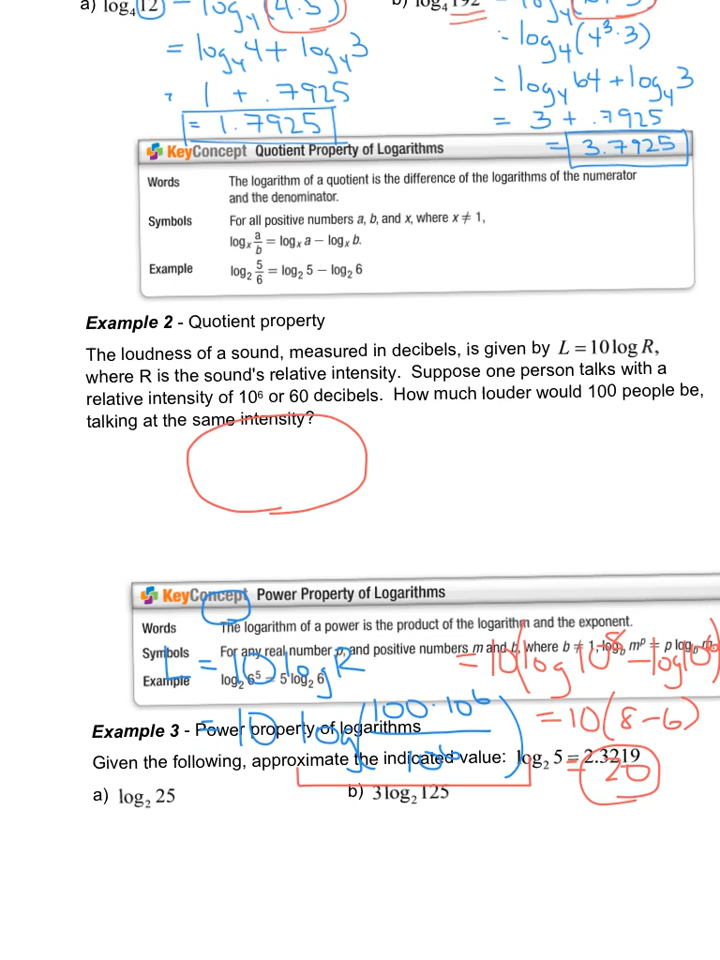 a) log₄12 = log₄(4·3)
= log₄4 + log₄3
1 + .7925
= 1.7925
= log₄(4³·3)
= log₄64 + log₄3
= 3 + .7925
= 3.7925
KeyConcept Quotient Property of Logarithms
Words The logarithm of a quotient is the difference of the logarithms of the numerator
and the denominator.
Symbols For all positive numbers a, b, and x, where x ≠ 1,
logₓ a/b = logₓ a − logₓ b.
Example log₂ 5/6 = log₂ 5 − log₂ 6
Example 2 - Quotient property
The loudness of a sound, measured in decibels, is given by L = 10 log R,
where R is the sound's relative intensity. Suppose one person talks with a
relative intensity of 10⁶ or 60 decibels. How much louder would 100 people be,
talking at the same intensity?
KeyConcept Power Property of Logarithms
Words The logarithm of a power is the product of the logarithm and the exponent.
Symbols For any real number p, and positive numbers m and b, where b ≠ 1, log_b mᵖ = p log_b m
Example log₂ 6⁵ = 5 log₂ 6
L = 10 log R
= 10 log(100·10⁶/10⁶)
= 10(log 10⁸ − log 10⁶)
= 10(8 − 6)
= 20
Example 3 - Power property of logarithms
Given the following, approximate the indicated value: log₂ 5 = 2.3219
a) log₂ 25 b) 3log₂ 125